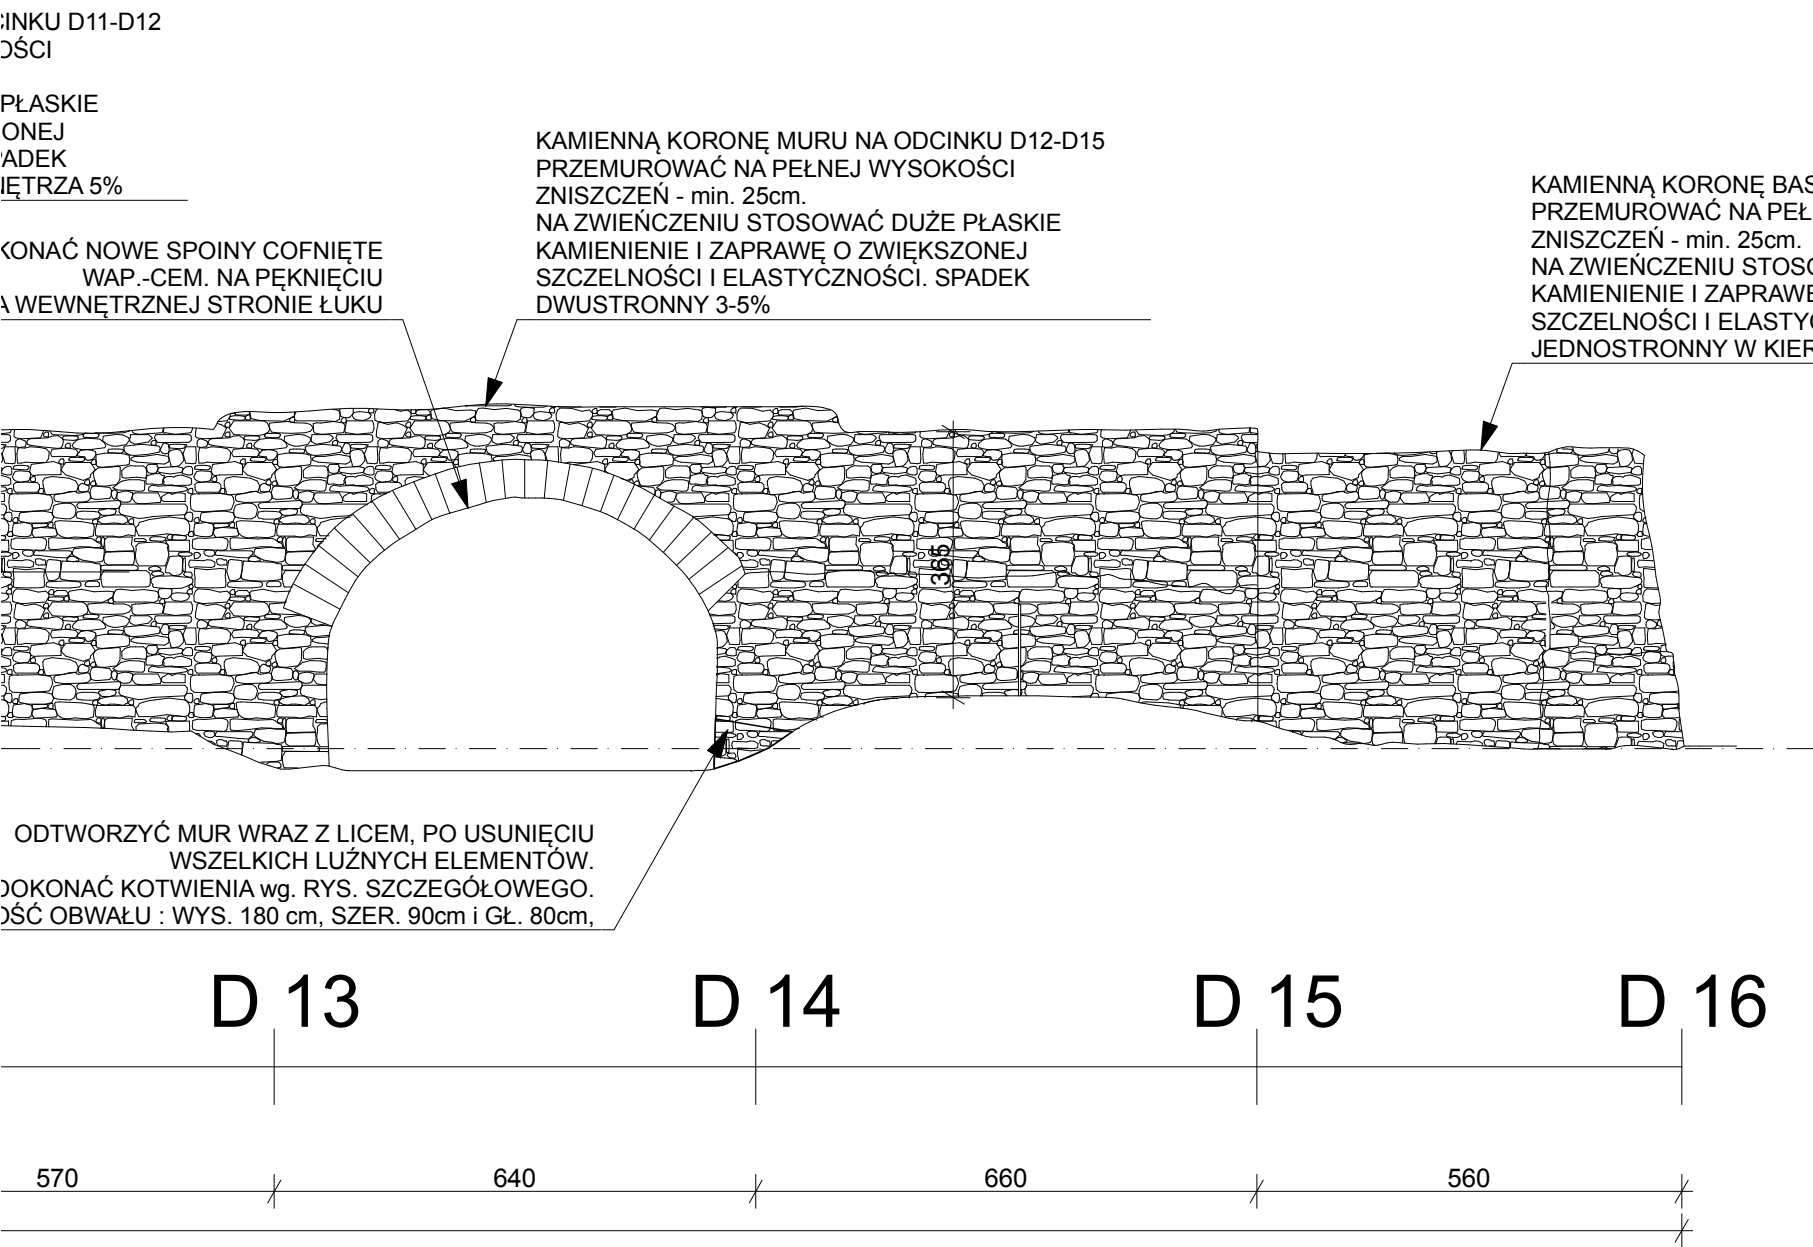 CINKU D11-D12
OŚCI
PŁASKIE
ONEJ
PADEK
NĘTRZA 5%
KONAĆ NOWE SPOINY COFNIĘTE
WAP.-CEM. NA PĘKNIĘCIU
A WEWNĘTRZNEJ STRONIE ŁUKU
KAMIENNĄ KORONĘ MURU NA ODCINKU D12-D15
PRZEMUROWAĆ NA PEŁNEJ WYSOKOŚCI
ZNISZCZEŃ - min. 25cm.
NA ZWIEŃCZENIU STOSOWAĆ DUŻE PŁASKIE
KAMIENIENIE I ZAPRAWĘ O ZWIĘKSZONEJ
SZCZELNOŚCI I ELASTYCZNOŚCI. SPADEK
DWUSTRONNY 3-5%
KAMIENNĄ KORONĘ BAS
PRZEMUROWAĆ NA PEŁ
ZNISZCZEŃ - min. 25cm.
NA ZWIEŃCZENIU STOSO
KAMIENIENIE I ZAPRAWĘ
SZCZELNOŚCI I ELASTYC
JEDNOSTRONNY W KIER
365
ODTWORZYĆ MUR WRAZ Z LICEM, PO USUNIĘCIU
WSZELKICH LUŹNYCH ELEMENTÓW.
DOKONAĆ KOTWIENIA wg. RYS. SZCZEGÓŁOWEGO.
OŚĆ OBWAŁU : WYS. 180 cm, SZER. 90cm i GŁ. 80cm,
D 13 D 14 D 15 D 16
570 640 660 560